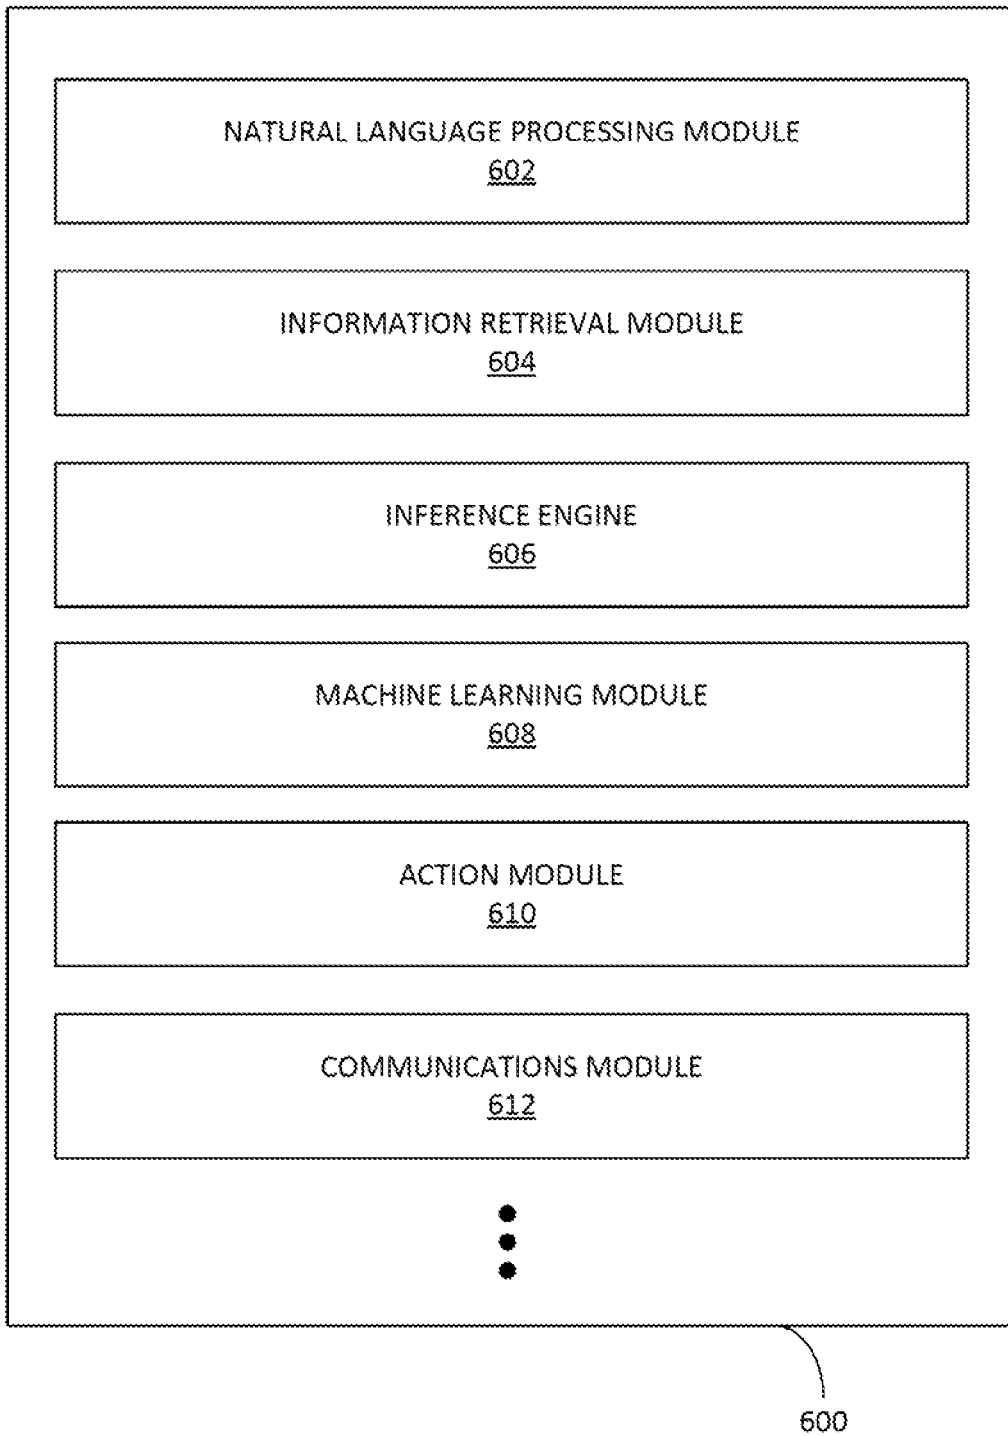 NATURAL LANGUAGE PROCESSING MODULE
602
INFORMATION RETRIEVAL MODULE
604
INFERENCE ENGINE
606
MACHINE LEARNING MODULE
608
ACTION MODULE
610
COMMUNICATIONS MODULE
612
600